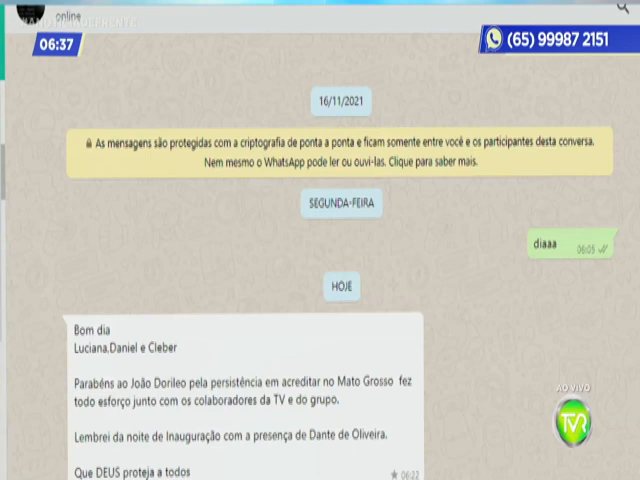 online
06:37
(65) 99987 2151
16/11/2021
As mensagens são protegidas com a criptografia de ponta a ponta e ficam somente entre você e os participantes desta conversa.
Nem mesmo o WhatsApp pode ler ou ouvi-las. Clique para saber mais.
SEGUNDA-FEIRA
diaaa
06:05
HOJE
Bom dia
Luciana,Daniel e Cleber
Parabéns ao João Dorileo pela persistência em acreditar no Mato Grosso fez
todo esforço junto com os colaboradores da TV e do grupo.
Lembrei da noite de Inauguração com a presença de Dante de Oliveira.
Que DEUS proteja a todos
06:22
AO VIVO
TVR